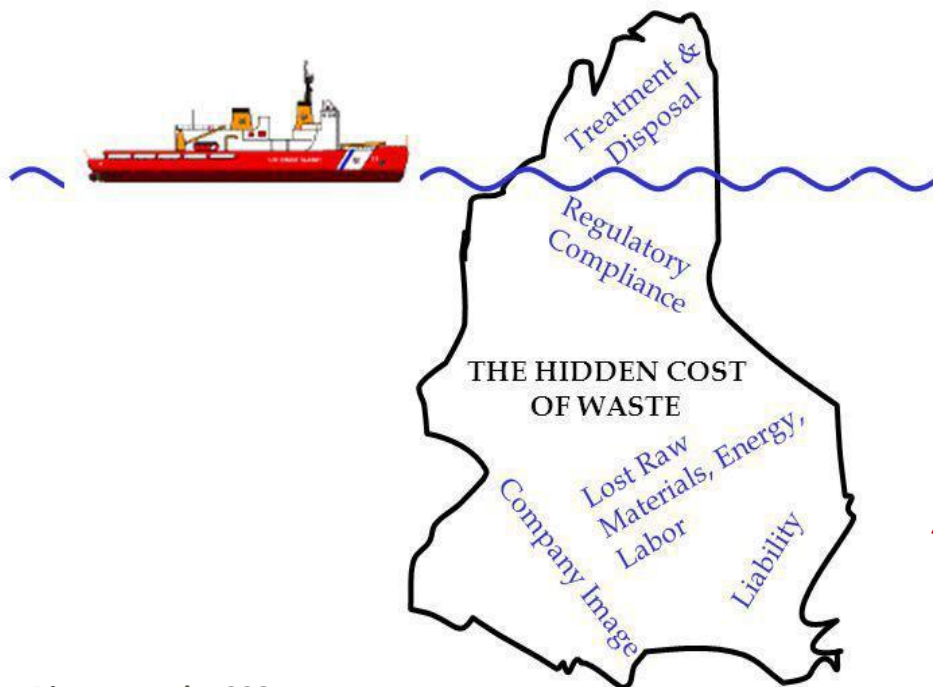 Treatment &
Disposal
Regulatory
Compliance
THE HIDDEN COST
OF WASTE
Lost Raw
Materials, Energy,
Labor
Company Image
Liability